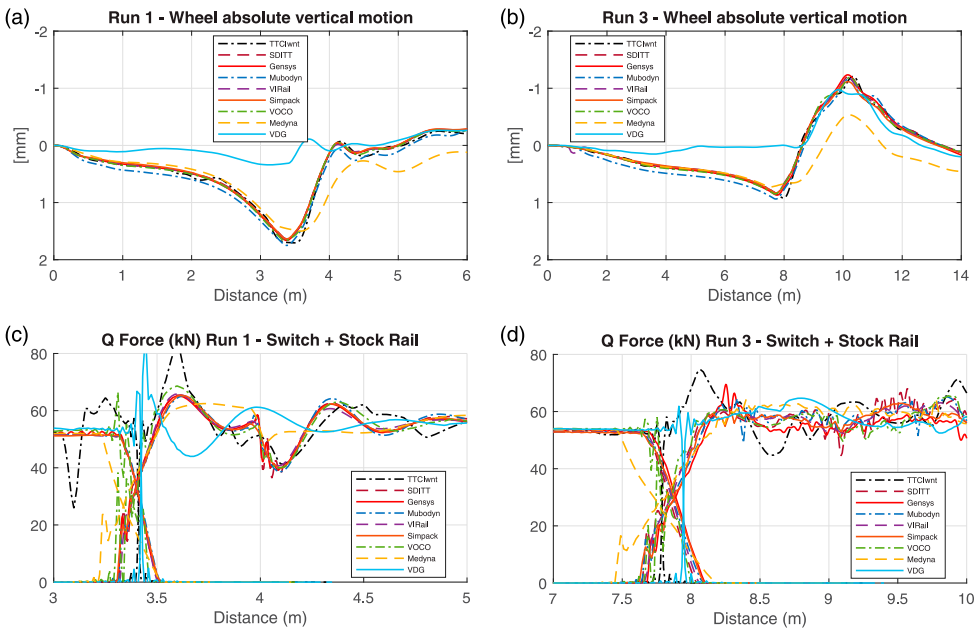 (a)
Run 1 - Wheel absolute vertical motion
-2
-1
0
1
2
[mm]
0
1
2
3
4
5
6
Distance (m)
TTCIwnt
SDITT
Gensys
Mubodyn
VIRail
Simpack
VOCO
Medyna
VDG
(b)
Run 3 - Wheel absolute vertical motion
-2
-1
0
1
2
[mm]
0
2
4
6
8
10
12
14
Distance (m)
TTCIwnt
SDITT
Gensys
Mubodyn
VIRail
Simpack
VOCO
Medyna
VDG
(c)
Q Force (kN) Run 1 - Switch + Stock Rail
80
60
40
20
0
3
3.5
4
4.5
5
Distance (m)
TTCIwnt
SDITT
Gensys
Mubodyn
VIRail
Simpack
VOCO
Medyna
VDG
(d)
Q Force (kN) Run 3 - Switch + Stock Rail
80
60
40
20
0
7
7.5
8
8.5
9
9.5
10
Distance (m)
TTCIwnt
SDITT
Gensys
Mubodyn
VIRail
Simpack
VOCO
Medyna
VDG